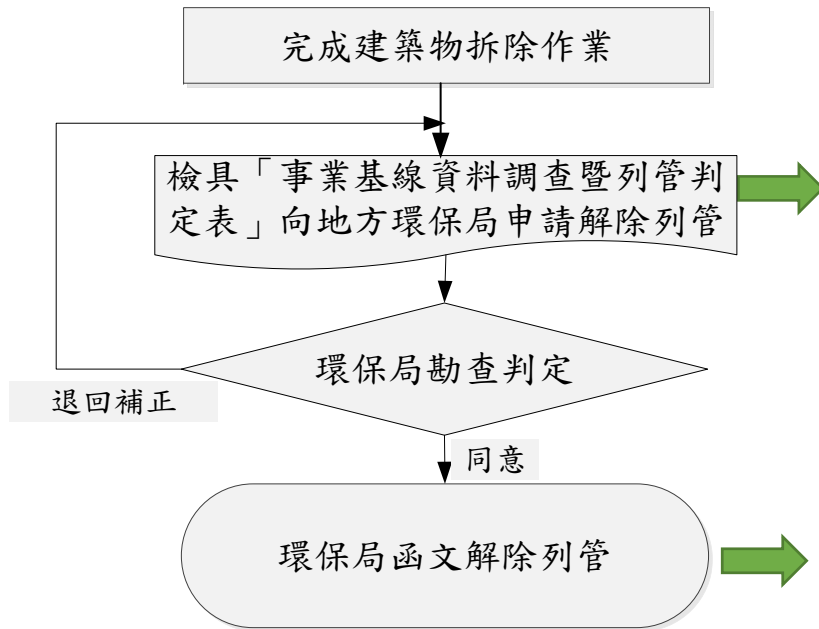 完成建築物拆除作業
檢具「事業基線資料調查暨列管判
定表」向地方環保局申請解除列管
環保局勘查判定
退回補正
同意
環保局函文解除列管